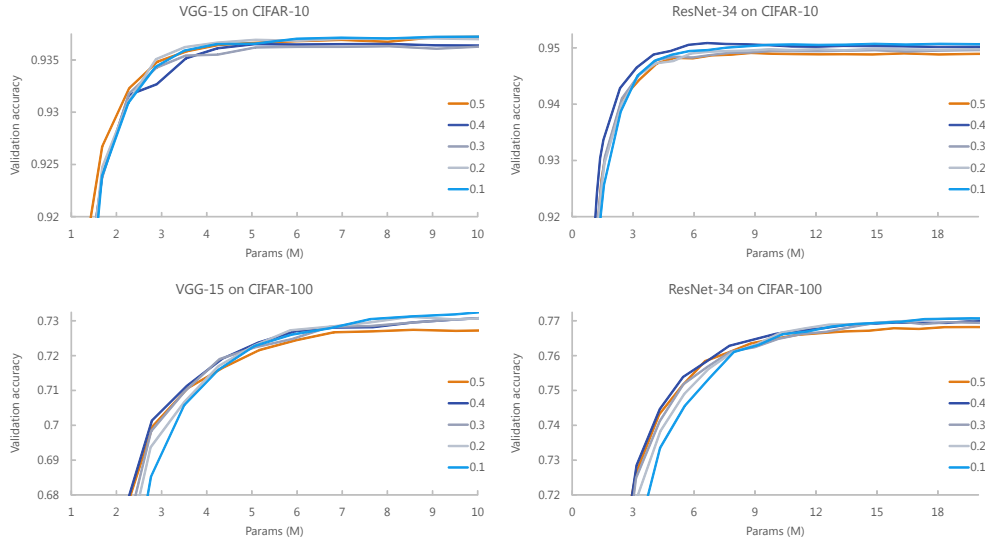 VGG-15 on CIFAR-10
Validation accuracy
0.935
0.93
0.925
0.92
1 2 3 4 5 6 7 8 9 10
Params (M)
0.5
0.4
0.3
0.2
0.1
ResNet-34 on CIFAR-10
Validation accuracy
0.95
0.94
0.93
0.92
0 3 6 9 12 15 18
Params (M)
0.5
0.4
0.3
0.2
0.1
VGG-15 on CIFAR-100
Validation accuracy
0.73
0.72
0.71
0.7
0.69
0.68
1 2 3 4 5 6 7 8 9 10
Params (M)
0.5
0.4
0.3
0.2
0.1
ResNet-34 on CIFAR-100
Validation accuracy
0.77
0.76
0.75
0.74
0.73
0.72
0 3 6 9 12 15 18
Params (M)
0.5
0.4
0.3
0.2
0.1